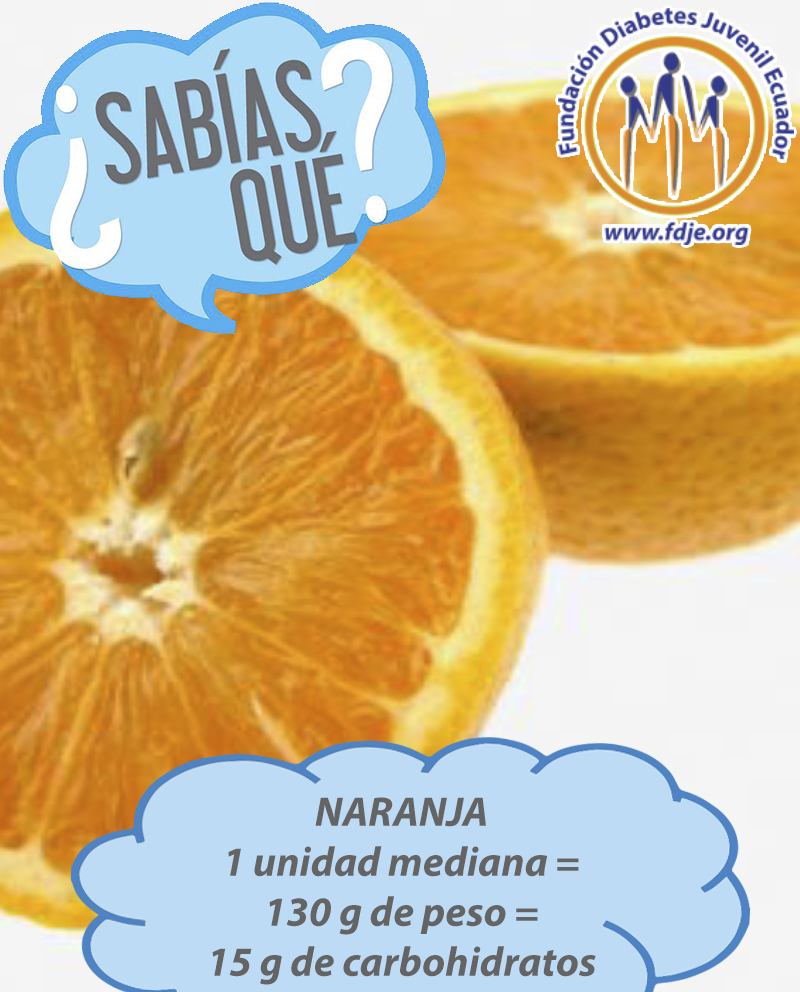 ¿SABÍAS
QUÉ?
Fundación Diabetes Juvenil Ecuador
www.fdje.org
NARANJA
1 unidad mediana =
130 g de peso =
15 g de carbohidratos